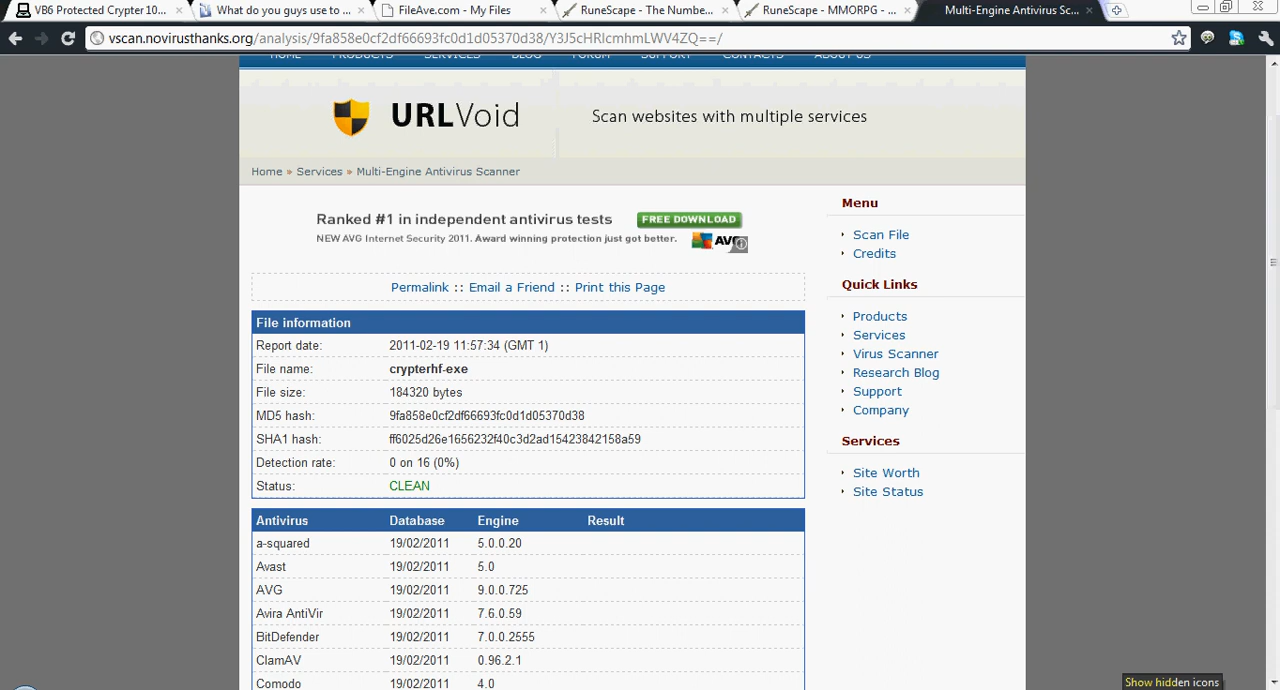 VB6 Protected Crypter 10...
What do you guys use to ...
FileAve.com - My Files
RuneScape - The Numbe...
RuneScape - MMORPG - ...
Multi-Engine Antivirus Sc...
vscan.novirusthanks.org/analysis/9fa858e0cf2df66693fc0d1d05370d38/Y3J5cHRlcmhmLWV4ZQ==/
HOME PRODUCTS SERVICES BLOG FORUM SUPPORT CONTACTS ABOUT US
URLVoid
Scan websites with multiple services
Home » Services » Multi-Engine Antivirus Scanner
Ranked #1 in independent antivirus tests
FREE DOWNLOAD
NEW AVG Internet Security 2011. Award winning protection just got better.
AVG
Permalink :: Email a Friend :: Print this Page
File information
Report date: 2011-02-19 11:57:34 (GMT 1)
File name: crypterhf-exe
File size: 184320 bytes
MD5 hash: 9fa858e0cf2df66693fc0d1d05370d38
SHA1 hash: ff6025d26e1656232f40c3d2ad15423842158a59
Detection rate: 0 on 16 (0%)
Status: CLEAN
Antivirus Database Engine Result
a-squared 19/02/2011 5.0.0.20
Avast 19/02/2011 5.0
AVG 19/02/2011 9.0.0.725
Avira AntiVir 19/02/2011 7.6.0.59
BitDefender 19/02/2011 7.0.0.2555
ClamAV 19/02/2011 0.96.2.1
Comodo 19/02/2011 4.0
Menu
Scan File
Credits
Quick Links
Products
Services
Virus Scanner
Research Blog
Support
Company
Services
Site Worth
Site Status
Show hidden icons